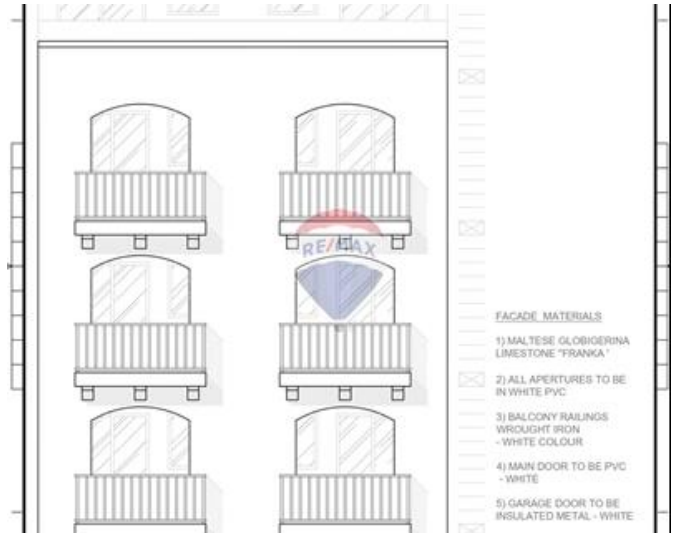 RE/MAX
FACADE MATERIALS
1) MALTESE GLOBIGERINA
LIMESTONE "FRANKA"
2) ALL APERTURES TO BE
IN WHITE PVC
3) BALCONY RAILINGS
WROUGHT IRON
- WHITE COLOUR
4) MAIN DOOR TO BE PVC
- WHITE
5) GARAGE DOOR TO BE
INSULATED METAL - WHITE